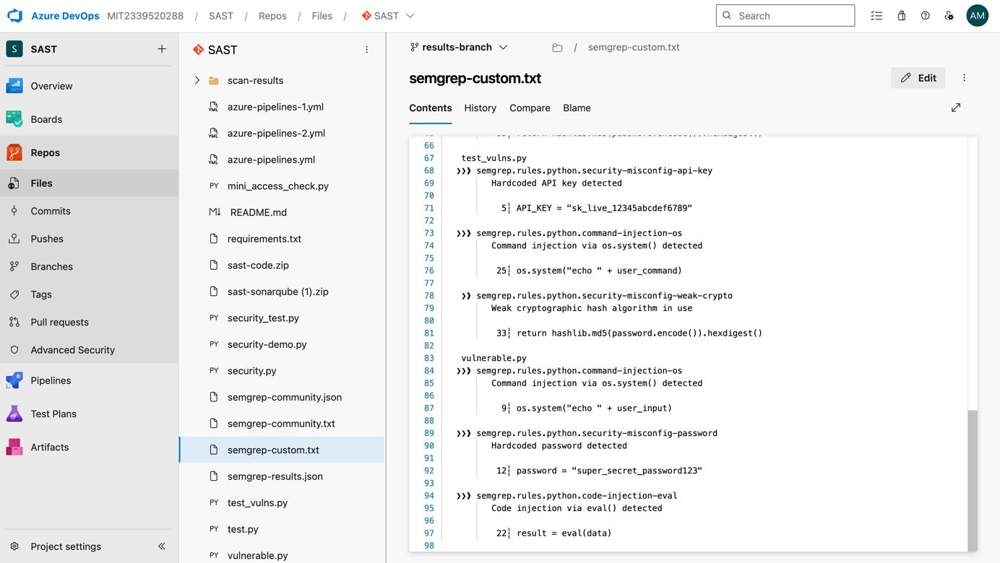 Azure DevOps MIT2339520288 / SAST / Repos / Files / SAST
Search
AM
S SAST
Overview
Boards
Repos
Files
Commits
Pushes
Branches
Tags
Pull requests
Advanced Security
Pipelines
Test Plans
Artifacts
Project settings
SAST
scan-results
YML azure-pipelines-1.yml
YML azure-pipelines-2.yml
YML azure-pipelines.yml
PY mini_access_check.py
M↓ README.md
requirements.txt
sast-code.zip
sast-sonarqube (1).zip
PY security_test.py
PY security-demo.py
PY security.py
semgrep-community.json
semgrep-community.txt
semgrep-custom.txt
semgrep-results.json
PY test_vulns.py
PY test.py
PY vulnerable.py
results-branch / semgrep-custom.txt
semgrep-custom.txt
Edit
Contents History Compare Blame
66
67 test_vulns.py
68 ❯❯❱ semgrep.rules.python.security-misconfig-api-key
69 Hardcoded API key detected
70
71 5┆ API_KEY = "sk_live_12345abcdef6789"
72
73 ❯❯❱ semgrep.rules.python.command-injection-os
74 Command injection via os.system() detected
75
76 25┆ os.system("echo " + user_command)
77
78 ❯❱ semgrep.rules.python.security-misconfig-weak-crypto
79 Weak cryptographic hash algorithm in use
80
81 33┆ return hashlib.md5(password.encode()).hexdigest()
82
83 vulnerable.py
84 ❯❯❱ semgrep.rules.python.command-injection-os
85 Command injection via os.system() detected
86
87 9┆ os.system("echo " + user_input)
88
89 ❯❯❱ semgrep.rules.python.security-misconfig-password
90 Hardcoded password detected
91
92 12┆ password = "super_secret_password123"
93
94 ❯❯❱ semgrep.rules.python.code-injection-eval
95 Code injection via eval() detected
96
97 22┆ result = eval(data)
98